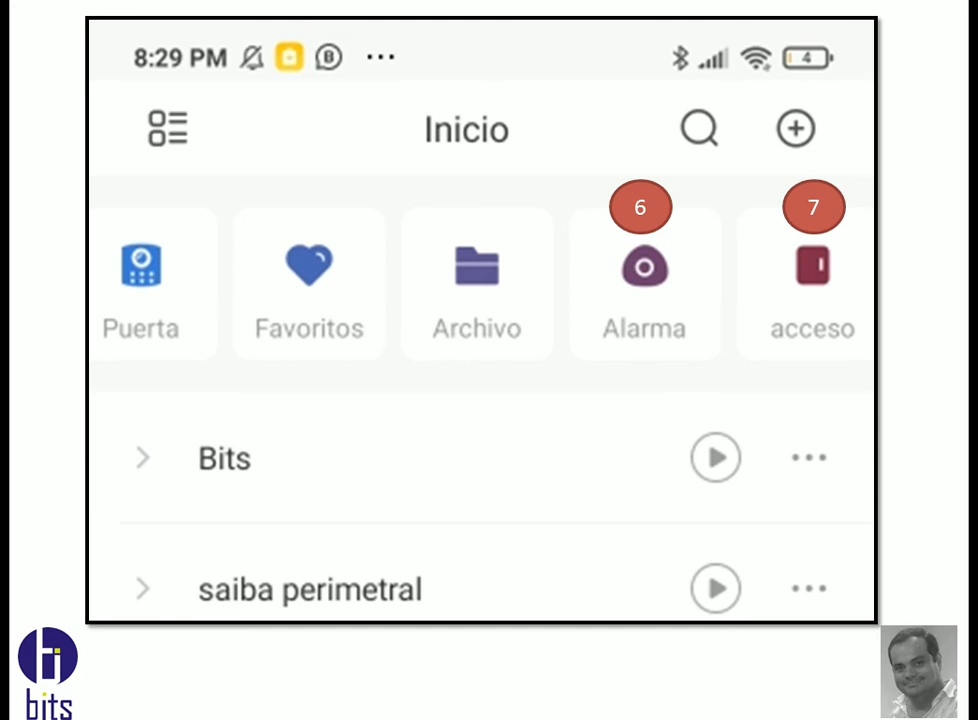 8:29 PM B ... 4
Inicio
6 7
Puerta Favoritos Archivo Alarma acceso
Bits
saiba perimetral
bits